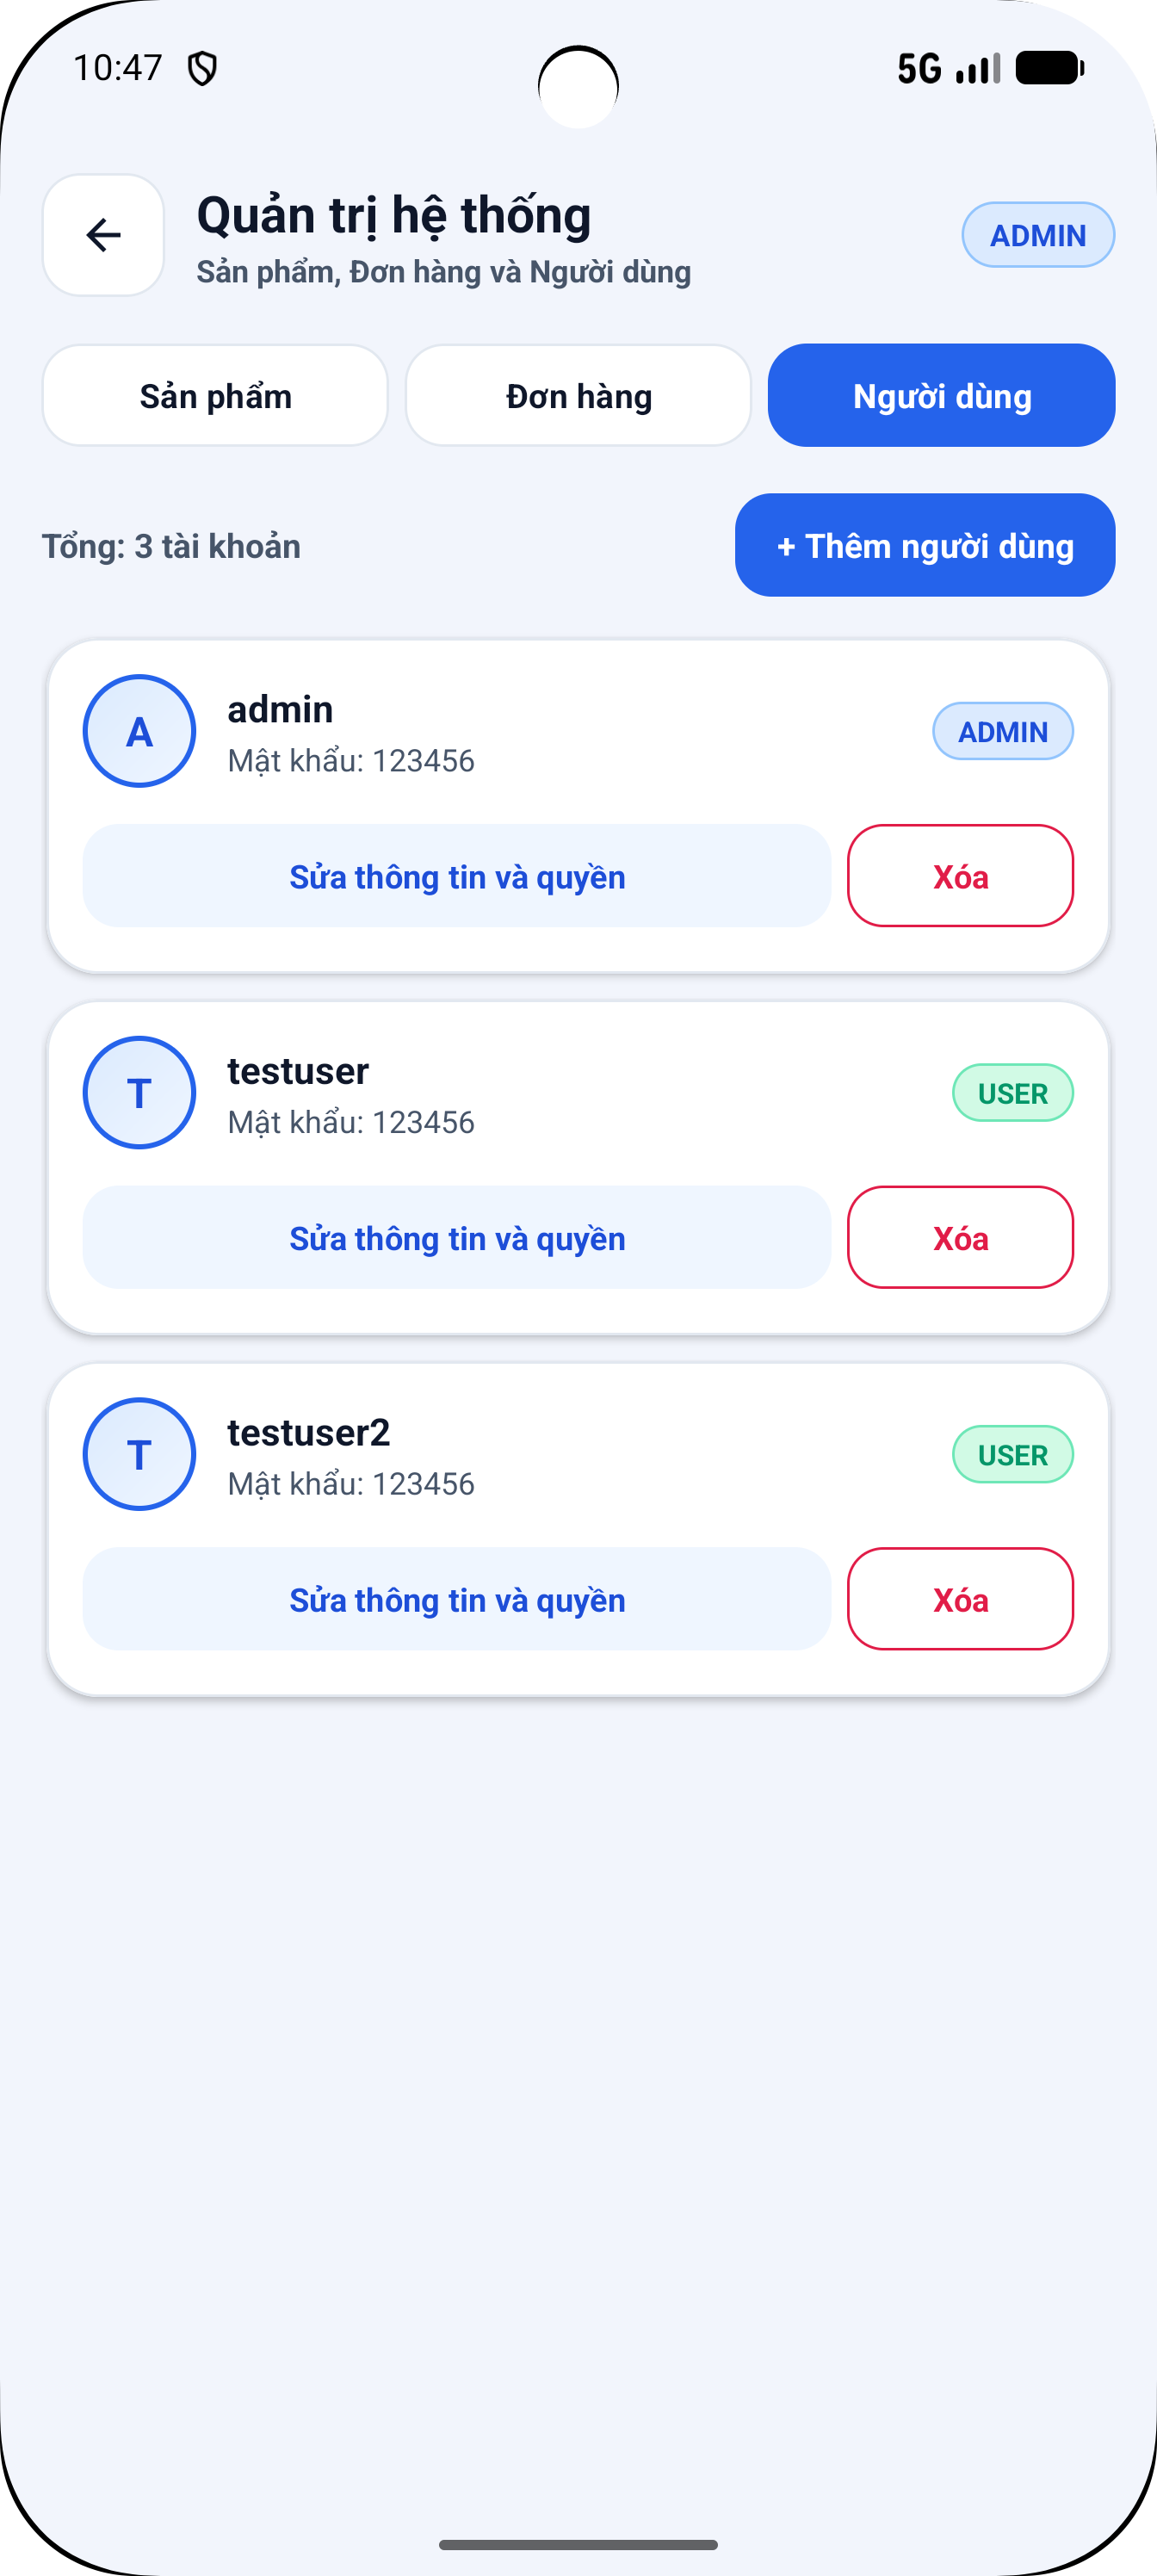 10:47
5G
Quản trị hệ thống
Sản phẩm, Đơn hàng và Người dùng
ADMIN
Sản phẩm
Đơn hàng
Người dùng
Tổng: 3 tài khoản
+ Thêm người dùng
A
admin
Mật khẩu: 123456
ADMIN
Sửa thông tin và quyền
Xóa
T
testuser
Mật khẩu: 123456
USER
Sửa thông tin và quyền
Xóa
T
testuser2
Mật khẩu: 123456
USER
Sửa thông tin và quyền
Xóa